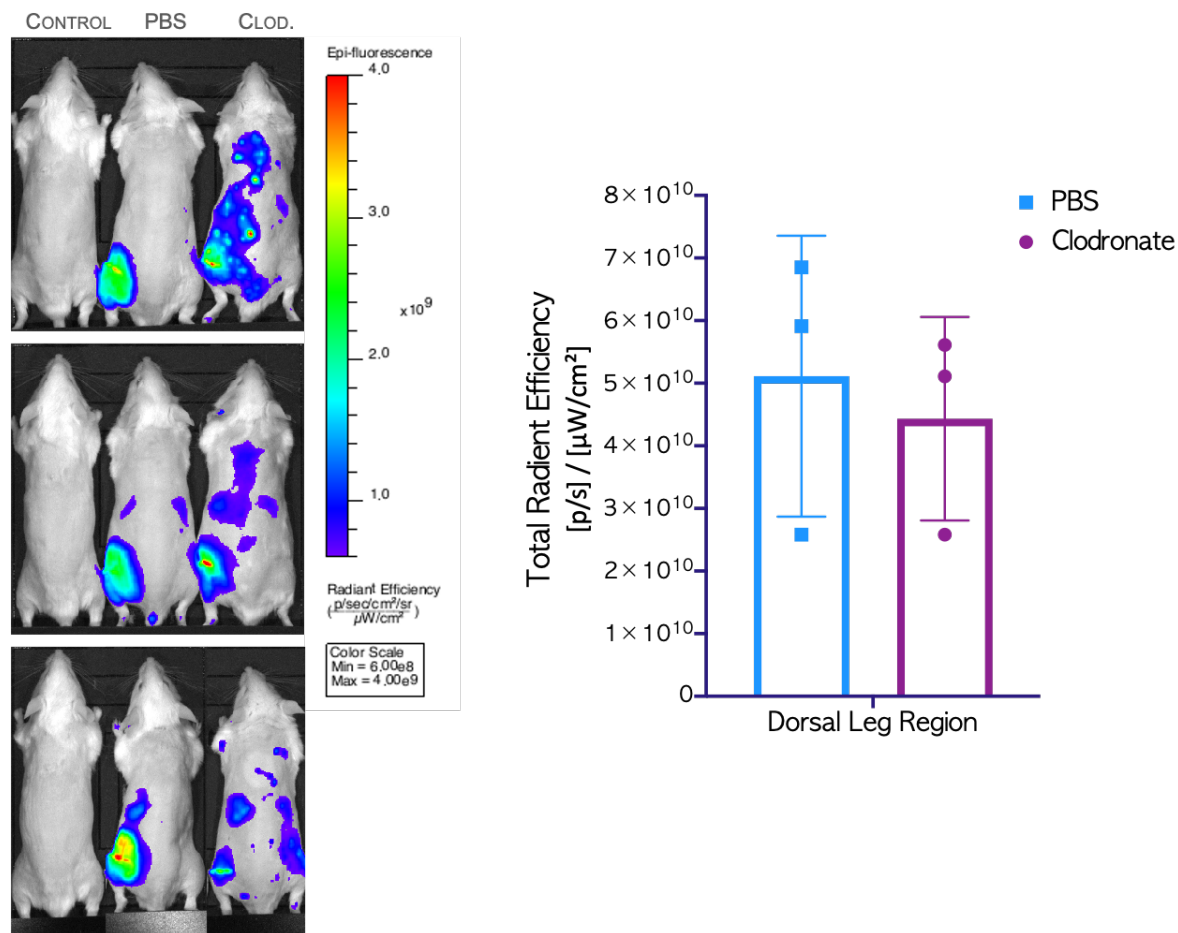 CONTROL PBS CLOD.
Epi-fluorescence
4.0
3.0
x10⁹
2.0
1.0
Radiant Efficiency
(p/sec/cm²/sr / µW/cm²)
Color Scale
Min = 6.00e8
Max = 4.00e9
Total Radient Efficiency
[p/s] / [µW/cm²]
8×10¹⁰
7×10¹⁰
6×10¹⁰
5×10¹⁰
4×10¹⁰
3×10¹⁰
2×10¹⁰
1×10¹⁰
0
Dorsal Leg Region
PBS
Clodronate